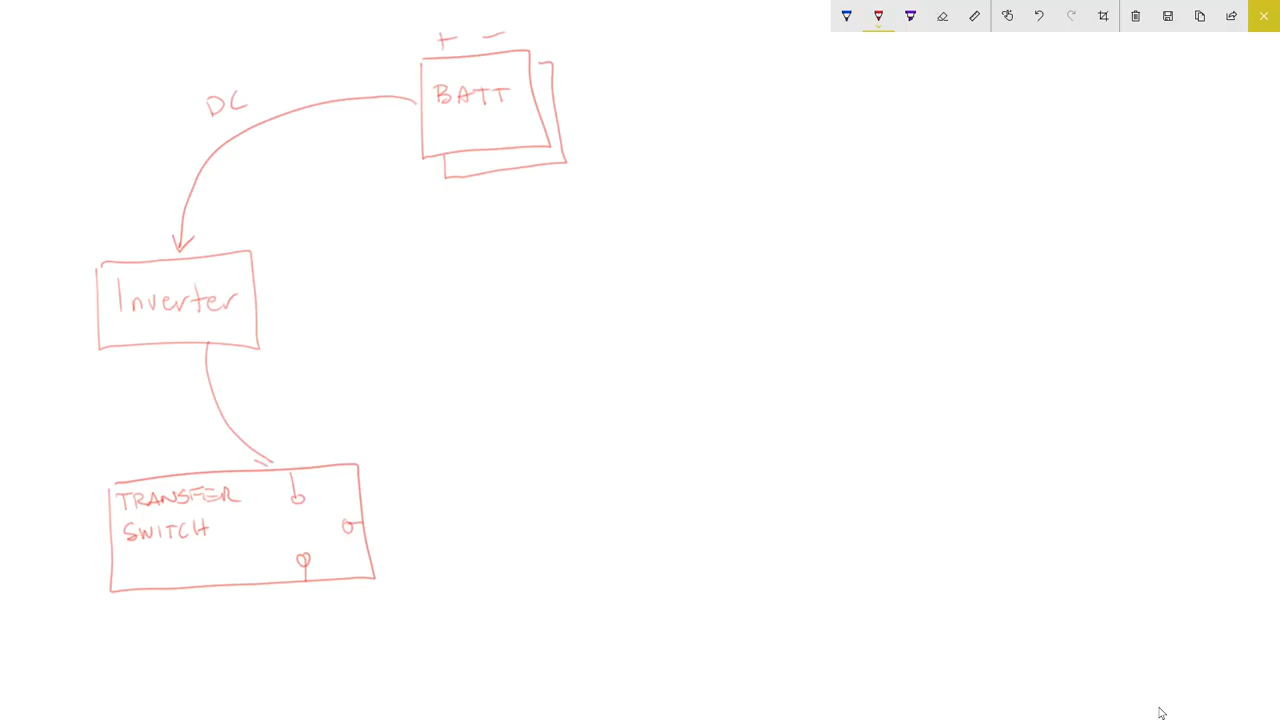 + -
BATT
DC
Inverter
TRANSFER
SWITCH